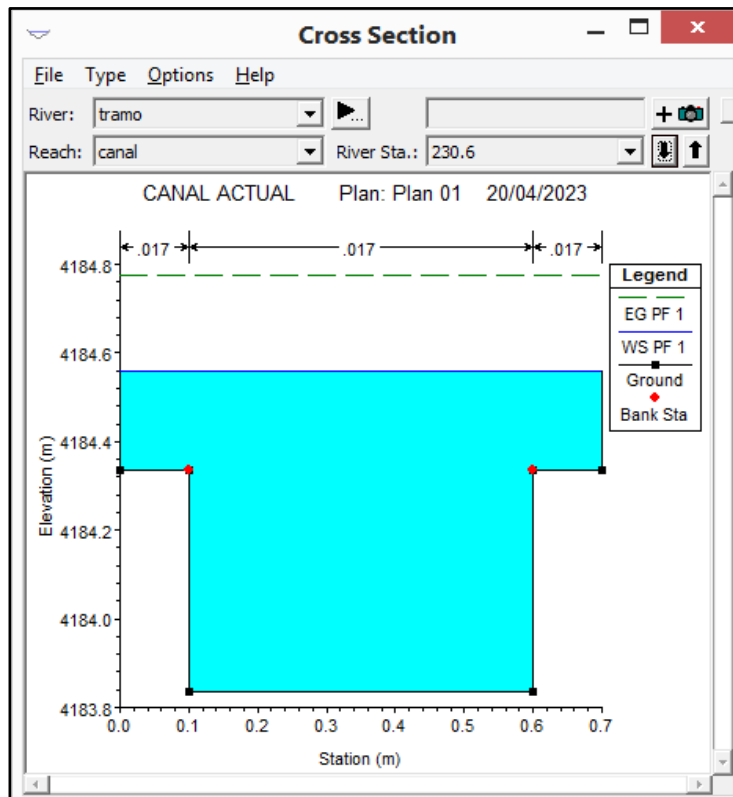 Cross Section
File Type Options Help
River: tramo
Reach: canal River Sta.: 230.6
CANAL ACTUAL Plan: Plan 01 20/04/2023
.017 .017 .017
Legend
EG PF 1
WS PF 1
Ground
Bank Sta
4184.8
4184.6
4184.4
4184.2
4184.0
4183.8
Elevation (m)
0.0 0.1 0.2 0.3 0.4 0.5 0.6 0.7
Station (m)